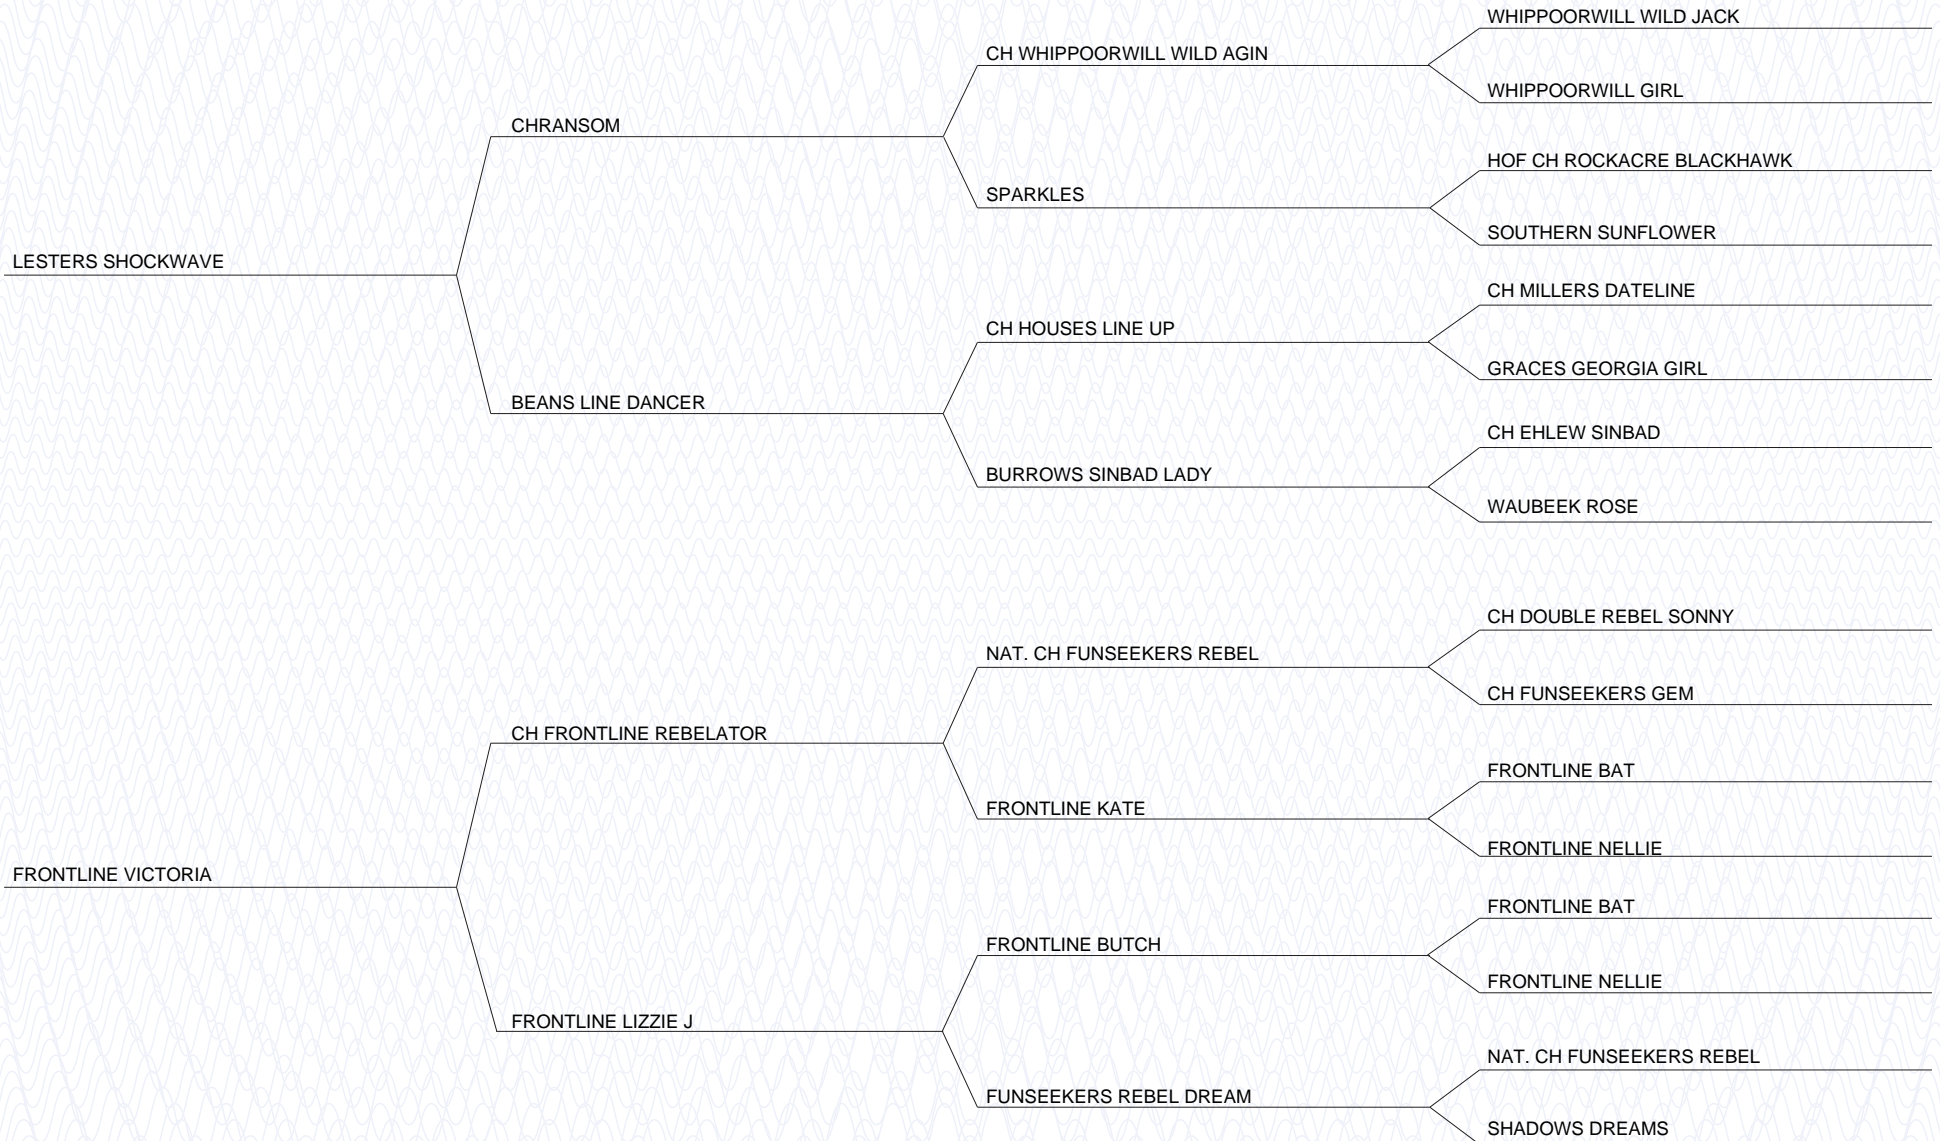 WHIPPOORWILL WILD JACK
CH WHIPPOORWILL WILD AGIN
WHIPPOORWILL GIRL
CHRANSOM
HOF CH ROCKACRE BLACKHAWK
SPARKLES
SOUTHERN SUNFLOWER
LESTERS SHOCKWAVE
CH MILLERS DATELINE
CH HOUSES LINE UP
GRACES GEORGIA GIRL
BEANS LINE DANCER
CH EHLEW SINBAD
BURROWS SINBAD LADY
WAUBEEK ROSE
CH DOUBLE REBEL SONNY
NAT. CH FUNSEEKERS REBEL
CH FUNSEEKERS GEM
CH FRONTLINE REBELATOR
FRONTLINE BAT
FRONTLINE KATE
FRONTLINE NELLIE
FRONTLINE VICTORIA
FRONTLINE BAT
FRONTLINE BUTCH
FRONTLINE NELLIE
FRONTLINE LIZZIE J
NAT. CH FUNSEEKERS REBEL
FUNSEEKERS REBEL DREAM
SHADOWS DREAMS